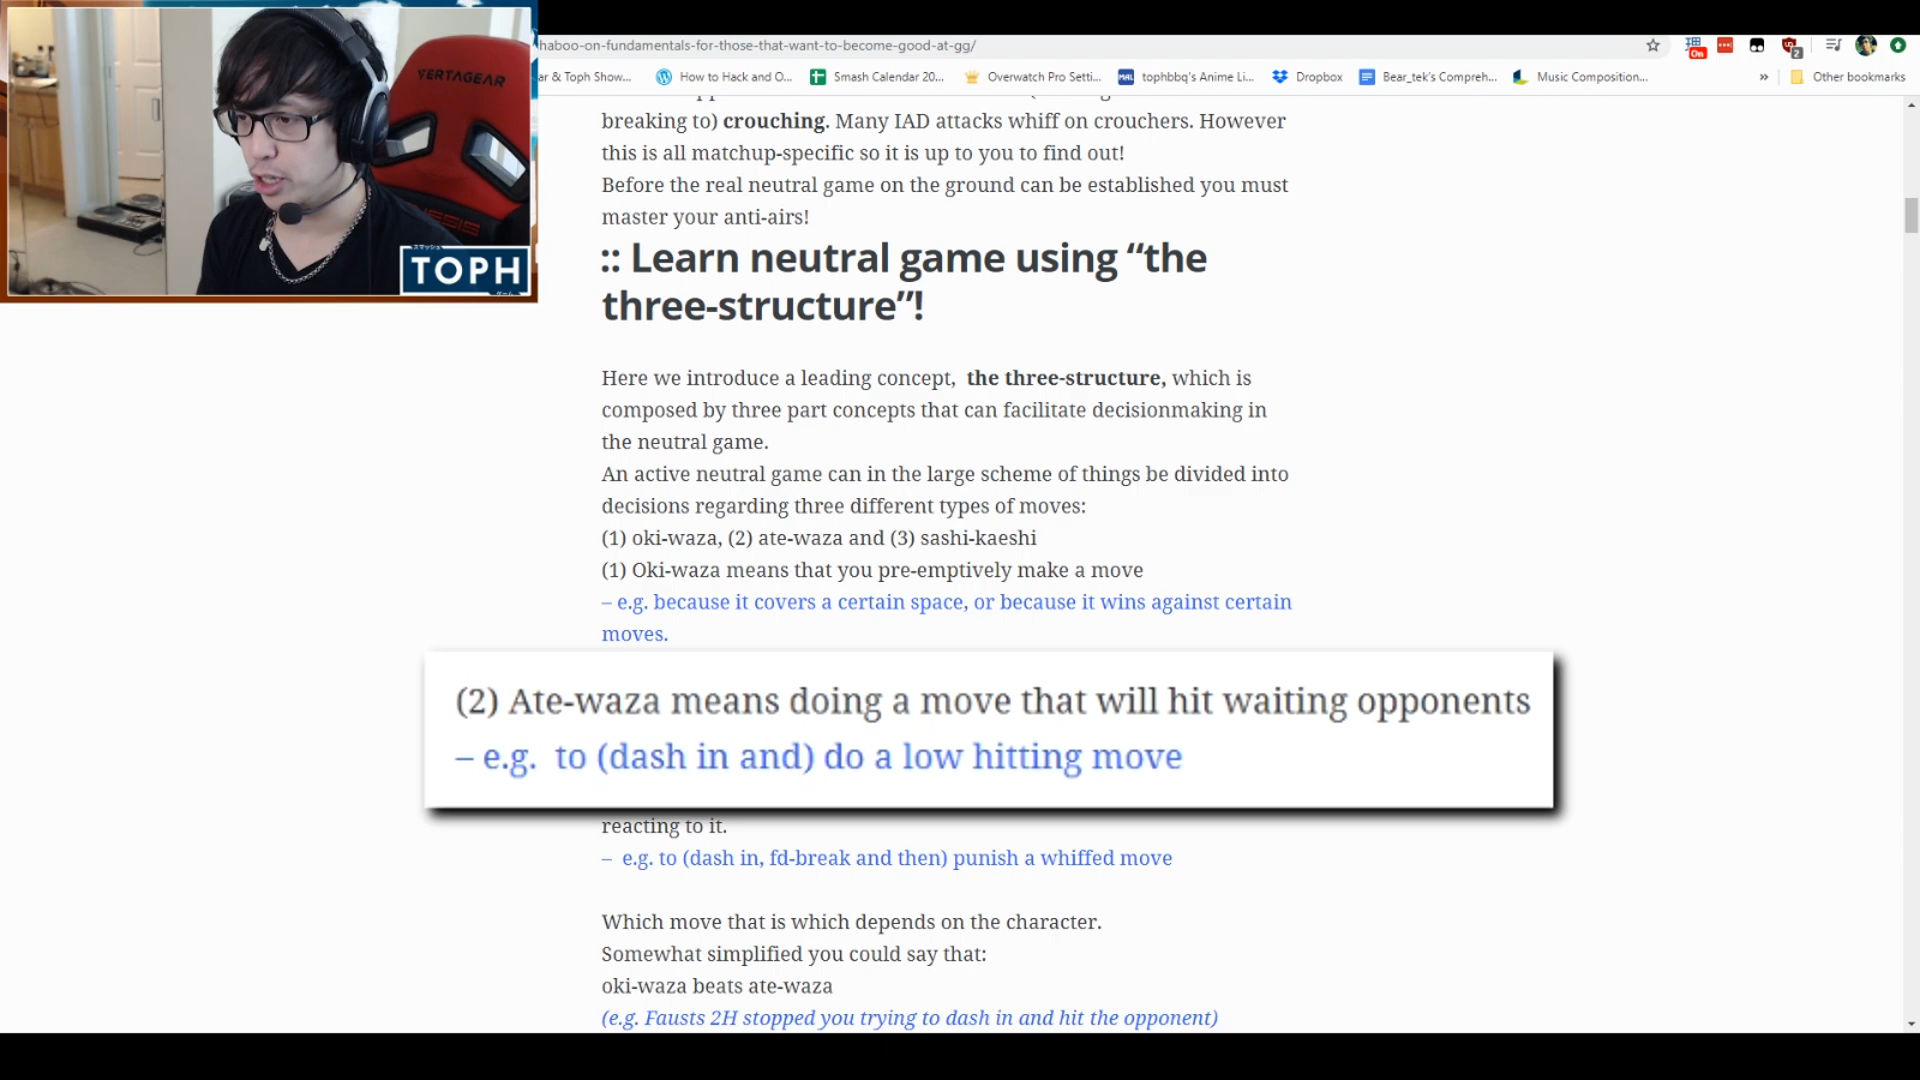 VERTAGEAR
スマッシュ
TOPH
haboo-on-fundamentals-for-those-that-want-to-become-good-at-gg/
On
2
ar & Toph Show...
How to Hack and O...
Smash Calendar 20...
Overwatch Pro Setti...
MAL
tophbbq's Anime Li...
Dropbox
Bear_tek's Compreh...
Music Composition...
»
Other bookmarks
breaking to) crouching. Many IAD attacks whiff on crouchers. However
this is all matchup-specific so it is up to you to find out!
Before the real neutral game on the ground can be established you must
master your anti-airs!
:: Learn neutral game using “the
three-structure”!
Here we introduce a leading concept, the three-structure, which is
composed by three part concepts that can facilitate decisionmaking in
the neutral game.
An active neutral game can in the large scheme of things be divided into
decisions regarding three different types of moves:
(1) oki-waza, (2) ate-waza and (3) sashi-kaeshi
(1) Oki-waza means that you pre-emptively make a move
– e.g. because it covers a certain space, or because it wins against certain
moves.
(2) Ate-waza means doing a move that will hit waiting opponents
– e.g. to (dash in and) do a low hitting move
reacting to it.
– e.g. to (dash in, fd-break and then) punish a whiffed move
Which move that is which depends on the character.
Somewhat simplified you could say that:
oki-waza beats ate-waza
(e.g. Fausts 2H stopped you trying to dash in and hit the opponent)